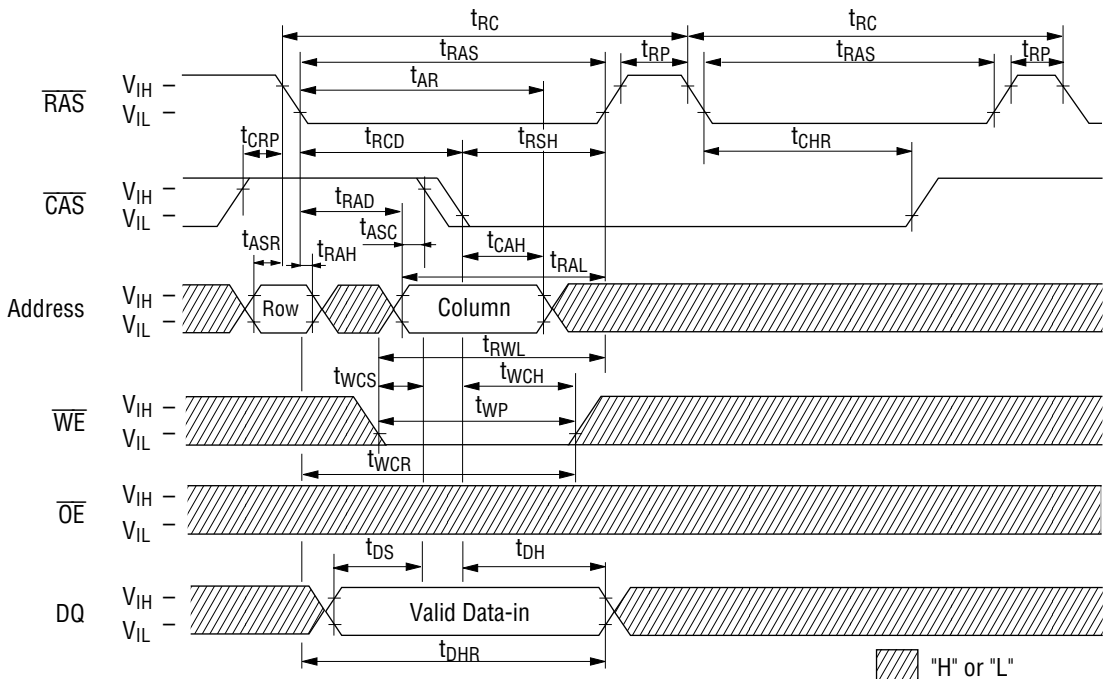 tRC tRC
tRAS tRAS
tRP tRP
tAR
RAS VIH
VIL
tCRP tRCD tRSH tCHR
CAS VIH
VIL
tRAD
tASC
tASR tRAH tCAH
tRAL
Address VIH
VIL
Row Column
tRWL
tWCS tWCH
WE VIH
VIL
tWP
tWCR
OE VIH
VIL
tDS tDH
DQ VIH
VIL
Valid Data-in
tDHR
"H" or "L"